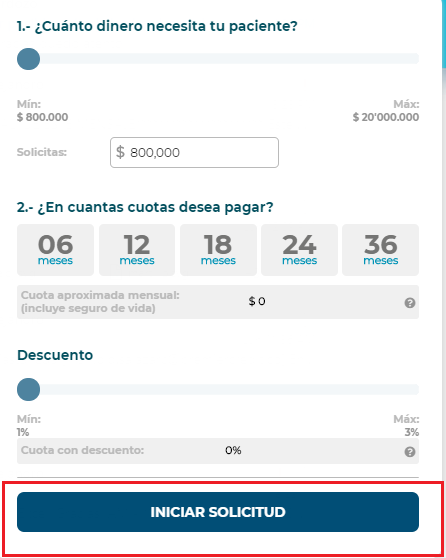 1.- ¿Cuánto dinero necesita tu paciente?
Mín:
$ 800.000
Máx:
$ 20'000.000
Solicitas:
$ 800,000
2.- ¿En cuantas cuotas desea pagar?
06
meses
12
meses
18
meses
24
meses
36
meses
Cuota aproximada mensual:
(incluye seguro de vida)
$ 0
?
Descuento
Mín:
1%
Máx:
3%
Cuota con descuento:
0%
?
INICIAR SOLICITUD